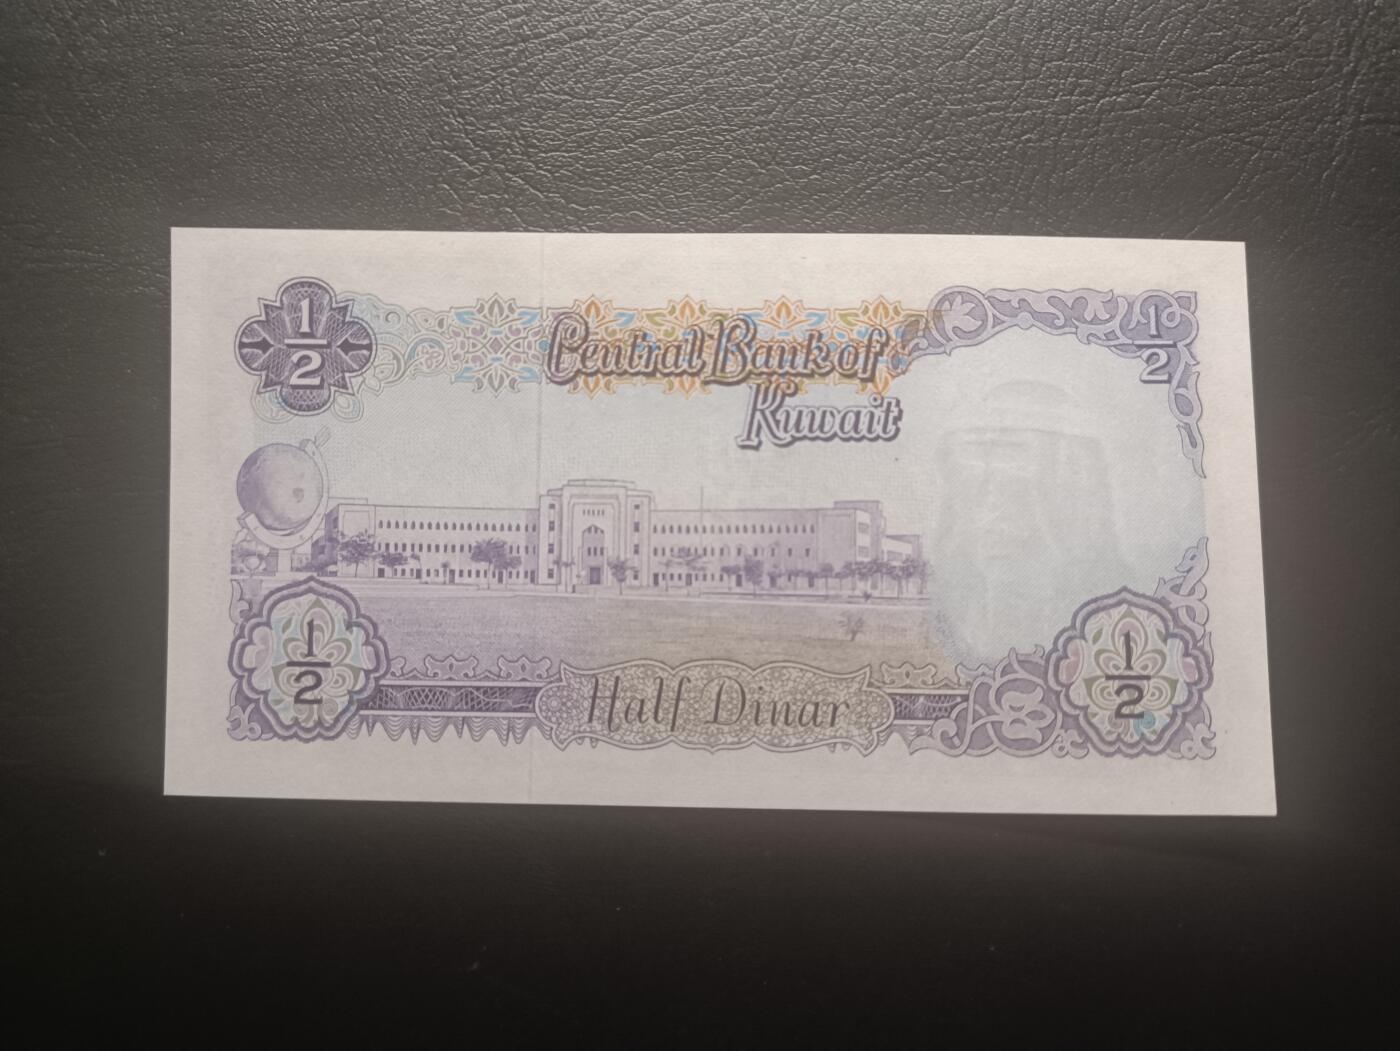 1/2
1/2
Central Bank of
Kuwait
1/2
1/2
Half Dinar